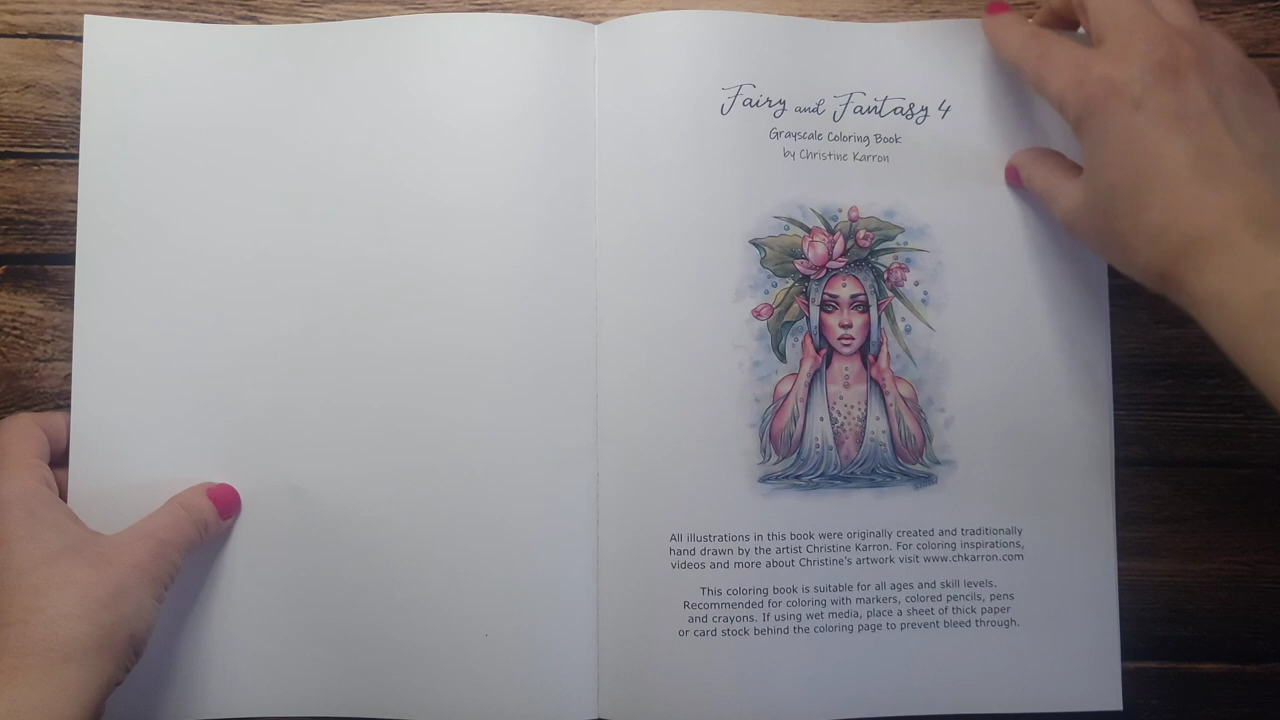 Fairy and Fantasy 4
Grayscale Coloring Book
by Christine Karron
All illustrations in this book were originally created and traditionally
hand drawn by the artist Christine Karron. For coloring inspirations,
videos and more about Christine's artwork visit www.chkarron.com
This coloring book is suitable for all ages and skill levels.
Recommended for coloring with markers, colored pencils, pens
and crayons. If using wet media, place a sheet of thick paper
or card stock behind the coloring page to prevent bleed through.